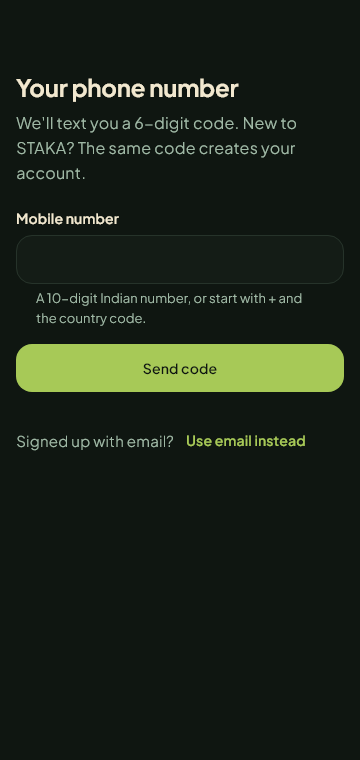 Your phone number
We'll text you a 6-digit code. New to
STAKA? The same code creates your
account.
Mobile number
A 10-digit Indian number, or start with + and
the country code.
Send code
Signed up with email? Use email instead